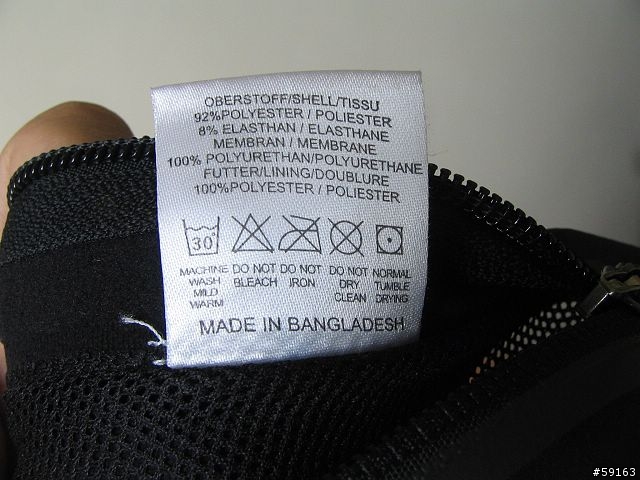 OBERSTOFF/SHELL/TISSU
92%POLYESTER / POLIESTER
8% ELASTHAN / ELASTHANE
MEMBRAN / MEMBRANE
100% POLYURETHAN/POLYURETHANE
FUTTER/LINING/DOUBLURE
100%POLYESTER / POLIESTER
30
MACHINE WASH MILD WARM
DO NOT BLEACH
DO NOT IRON
DO NOT DRY CLEAN
NORMAL TUMBLE DRYING
MADE IN BANGLADESH
#59163